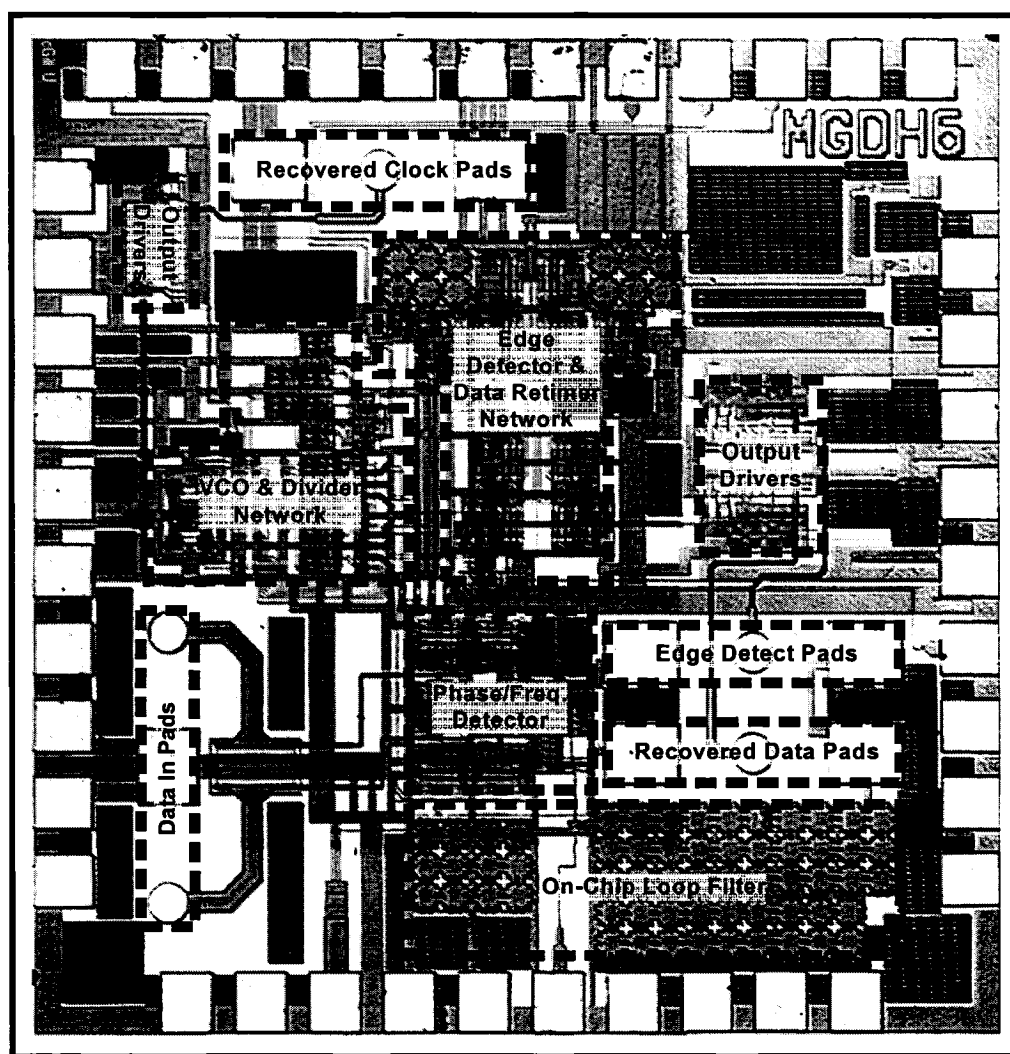 MGDH6
Recovered Clock Pads
Output
Drivers
Edge
Detector &
Data Retimer
Network
Output
Drivers
VCO & Divider
Network
Edge Detect Pads
Phase/Freq.
Detector
Recovered Data Pads
Data In Pads
On-Chip Loop Filter